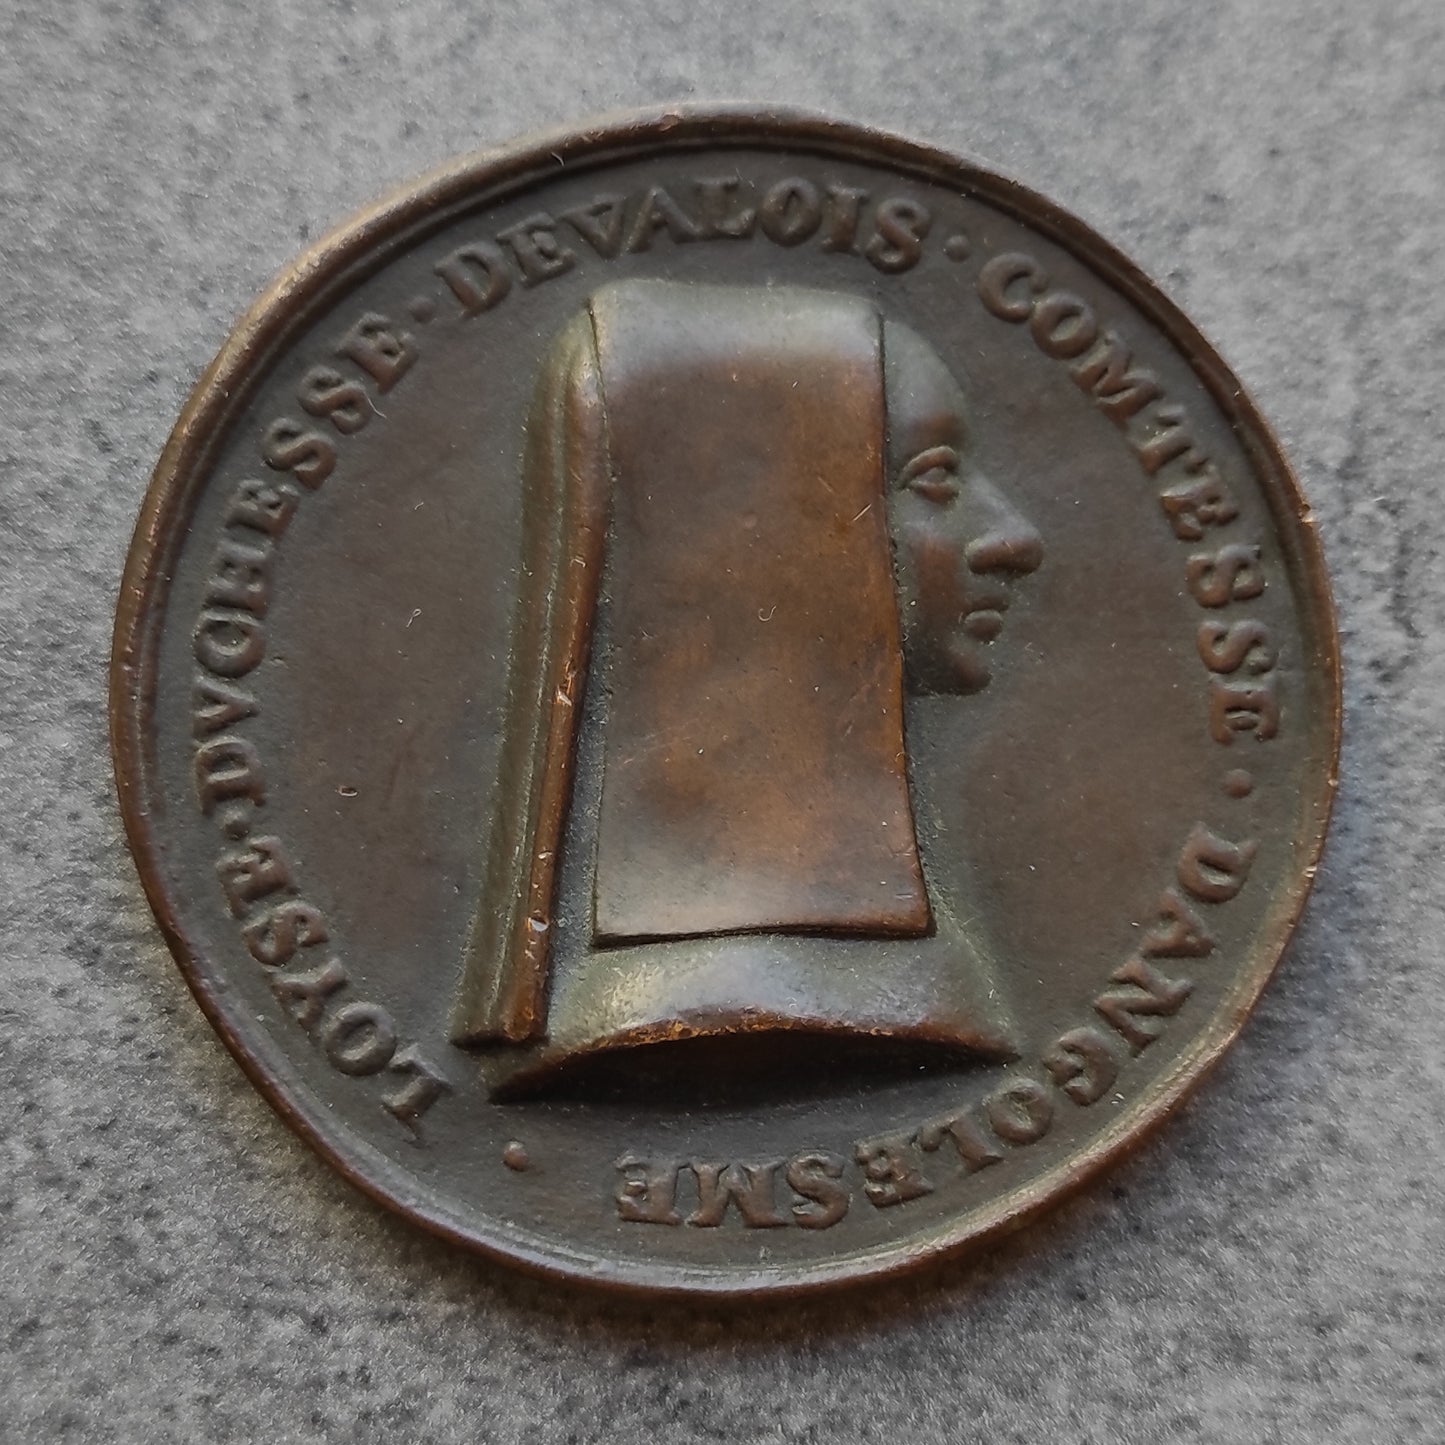 LOYSE · DVCHESSE · DEVALOIS · COMTESSE · DANGOLESME ·